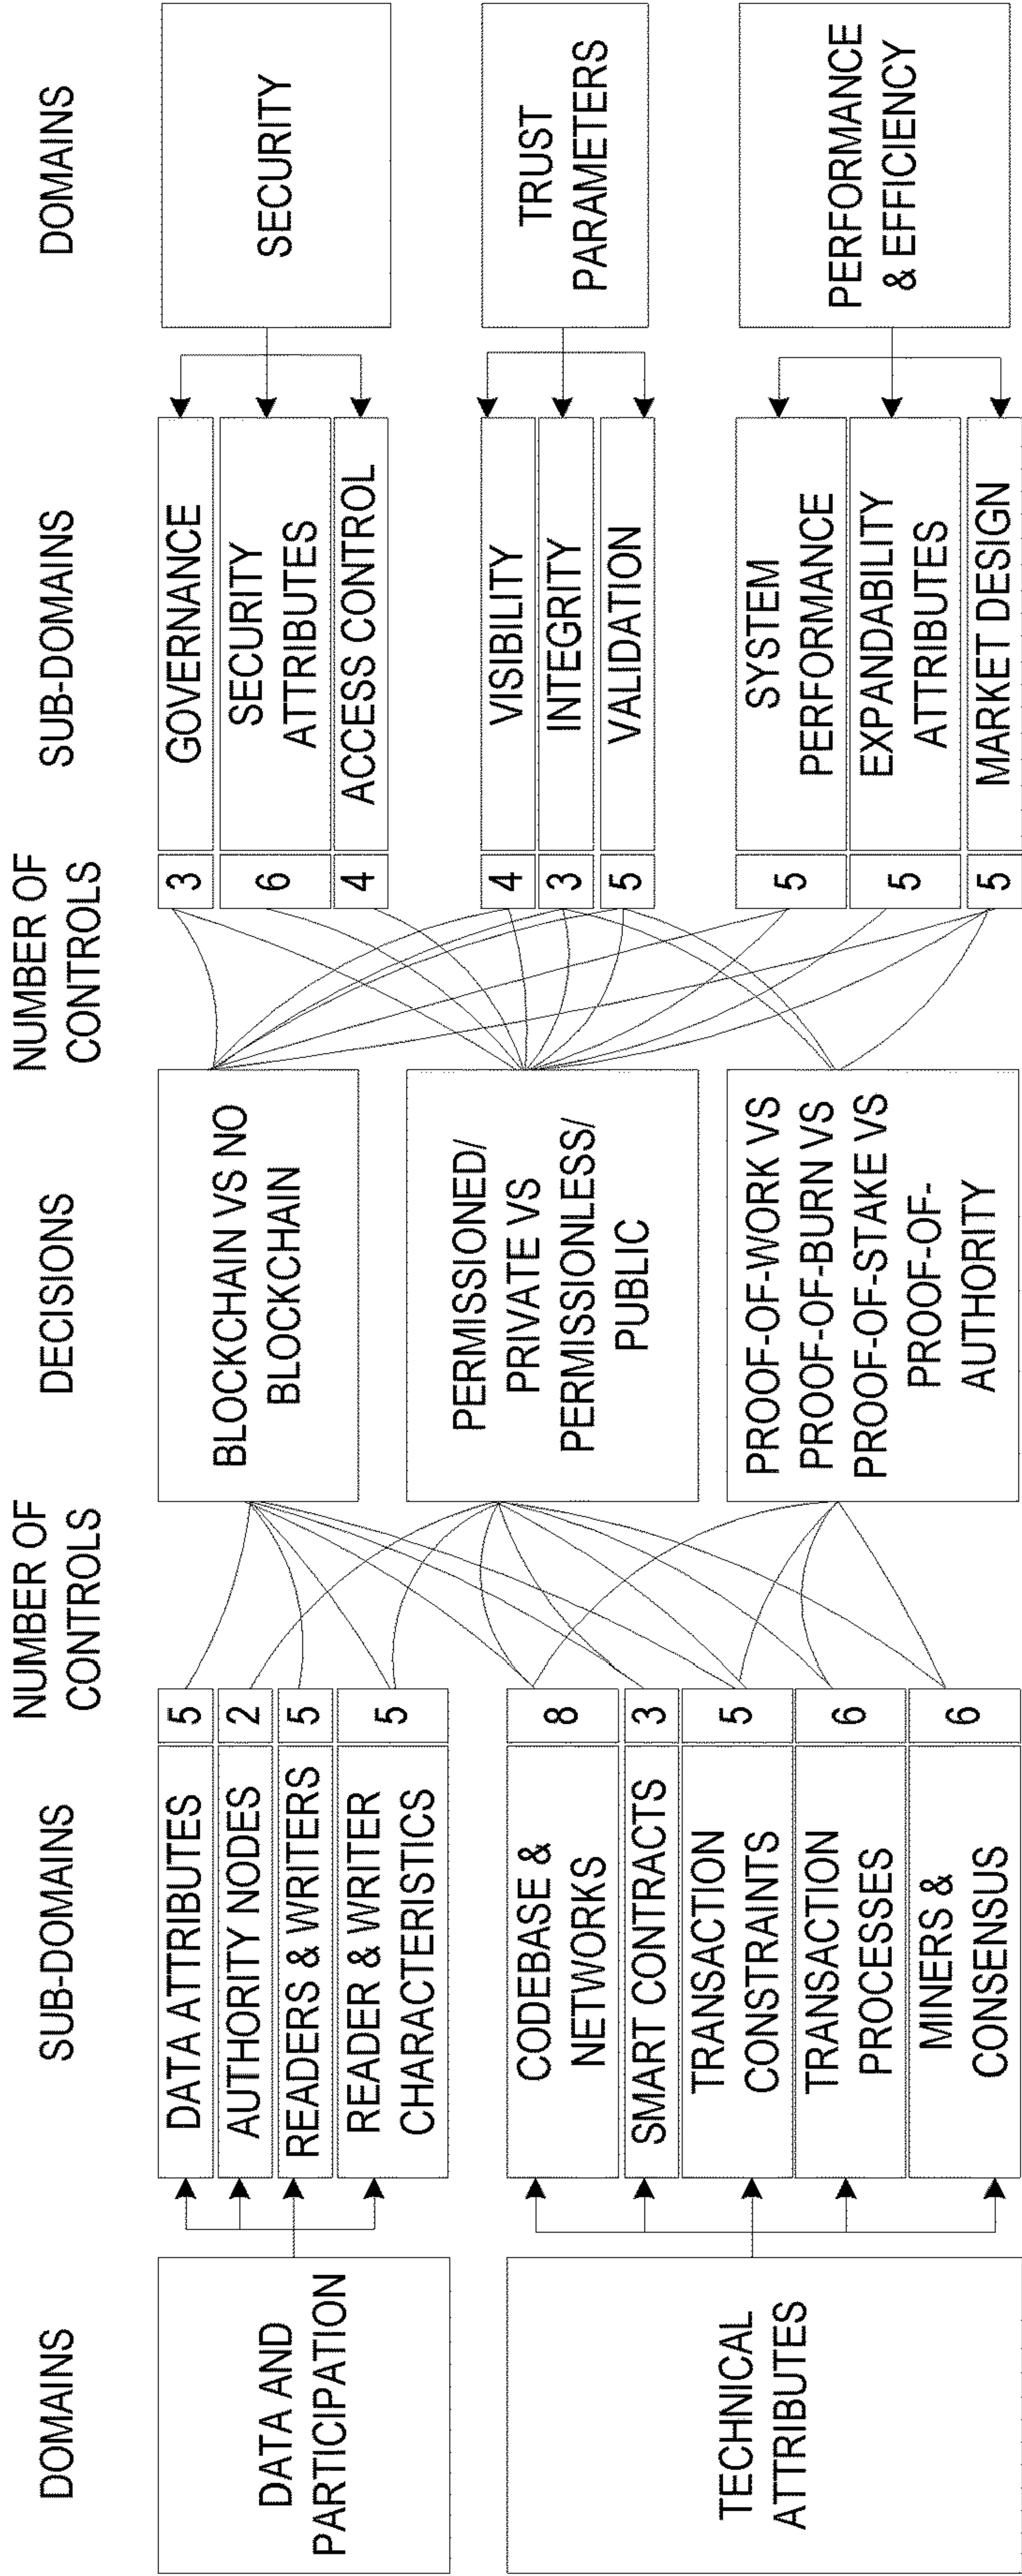 DOMAINS
SUB-DOMAINS
NUMBER OF
CONTROLS
DECISIONS
NUMBER OF
CONTROLS
SUB-DOMAINS
DOMAINS
DATA AND
PARTICIPATION
DATA ATTRIBUTES
5
AUTHORITY NODES
2
READERS & WRITERS
5
READER & WRITER
CHARACTERISTICS
5
TECHNICAL
ATTRIBUTES
CODEBASE &
NETWORKS
8
SMART CONTRACTS
3
TRANSACTION
CONSTRAINTS
5
TRANSACTION
PROCESSES
6
MINERS &
CONSENSUS
6
BLOCKCHAIN VS NO
BLOCKCHAIN
PERMISSIONED/
PRIVATE VS
PERMISSIONLESS/
PUBLIC
PROOF-OF-WORK VS
PROOF-OF-BURN VS
PROOF-OF-STAKE VS
PROOF-OF-
AUTHORITY
3
GOVERNANCE
6
SECURITY
ATTRIBUTES
4
ACCESS CONTROL
SECURITY
4
VISIBILITY
3
INTEGRITY
5
VALIDATION
TRUST
PARAMETERS
5
SYSTEM
PERFORMANCE
5
EXPANDABILITY
ATTRIBUTES
5
MARKET DESIGN
PERFORMANCE
& EFFICIENCY